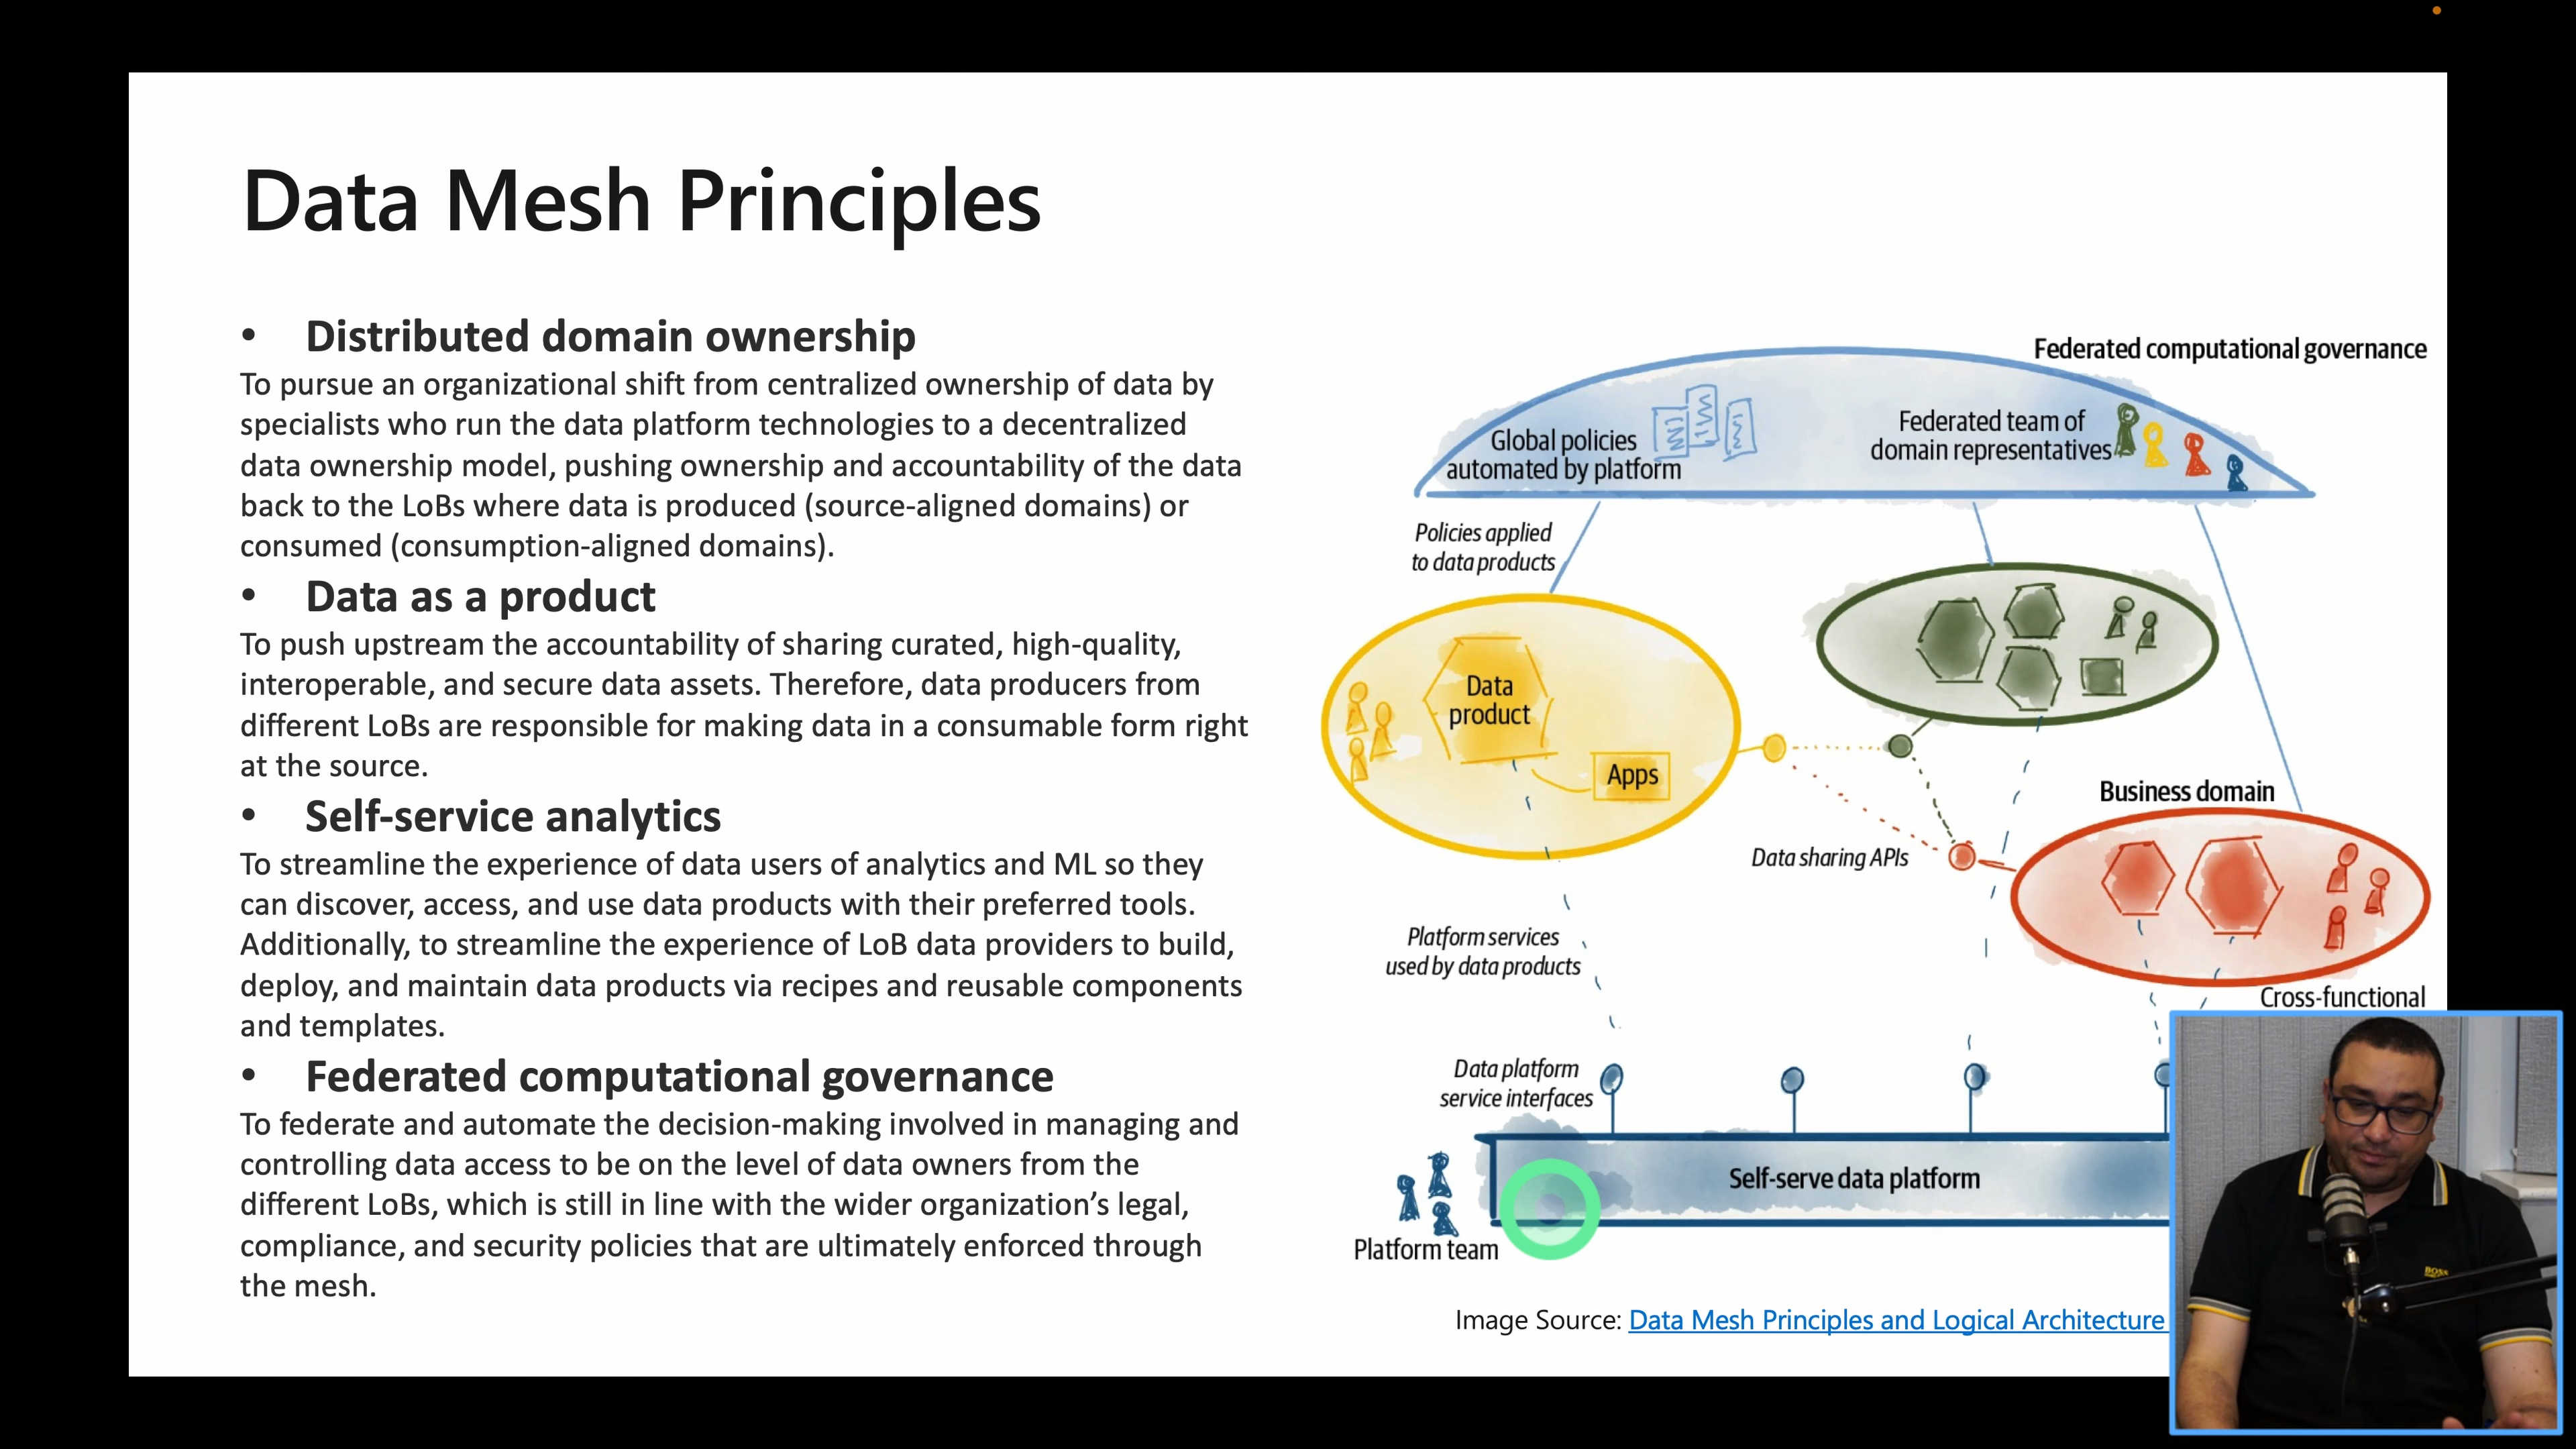 Data Mesh Principles
• Distributed domain ownership
To pursue an organizational shift from centralized ownership of data by
specialists who run the data platform technologies to a decentralized
data ownership model, pushing ownership and accountability of the data
back to the LoBs where data is produced (source-aligned domains) or
consumed (consumption-aligned domains).
• Data as a product
To push upstream the accountability of sharing curated, high-quality,
interoperable, and secure data assets. Therefore, data producers from
different LoBs are responsible for making data in a consumable form right
at the source.
• Self-service analytics
To streamline the experience of data users of analytics and ML so they
can discover, access, and use data products with their preferred tools.
Additionally, to streamline the experience of LoB data providers to build,
deploy, and maintain data products via recipes and reusable components
and templates.
• Federated computational governance
To federate and automate the decision-making involved in managing and
controlling data access to be on the level of data owners from the
different LoBs, which is still in line with the wider organization’s legal,
compliance, and security policies that are ultimately enforced through
the mesh.
Federated computational governance
Global policies
automated by platform
Federated team of
domain representatives
Policies applied
to data products
Data
product
Apps
Business domain
Data sharing APIs
Platform services
used by data products
Cross-functional
Data platform
service interfaces
Self-serve data platform
Platform team
Image Source: Data Mesh Principles and Logical Architecture
BOSS